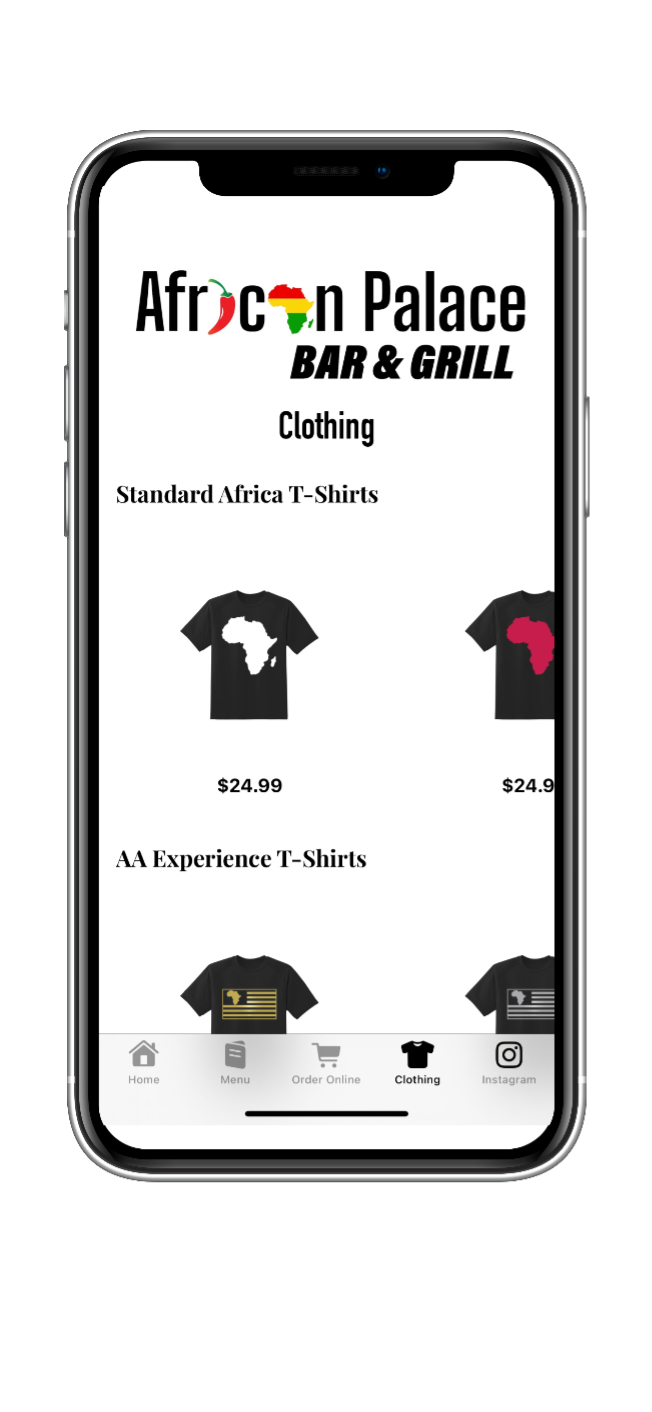 African Palace
BAR & GRILL
Clothing
Standard Africa T-Shirts
$24.99 $24.9
AA Experience T-Shirts
Home Menu Order Online Clothing Instagram